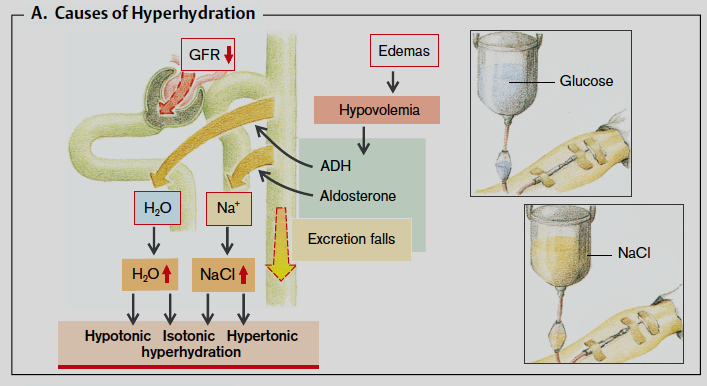 A. Causes of Hyperhydration
GFR
Edemas
Hypovolemia
ADH
Aldosterone
Excretion falls
H₂O
Na⁺
H₂O
NaCl
Hypotonic Isotonic Hypertonic
hyperhydration
Glucose
NaCl